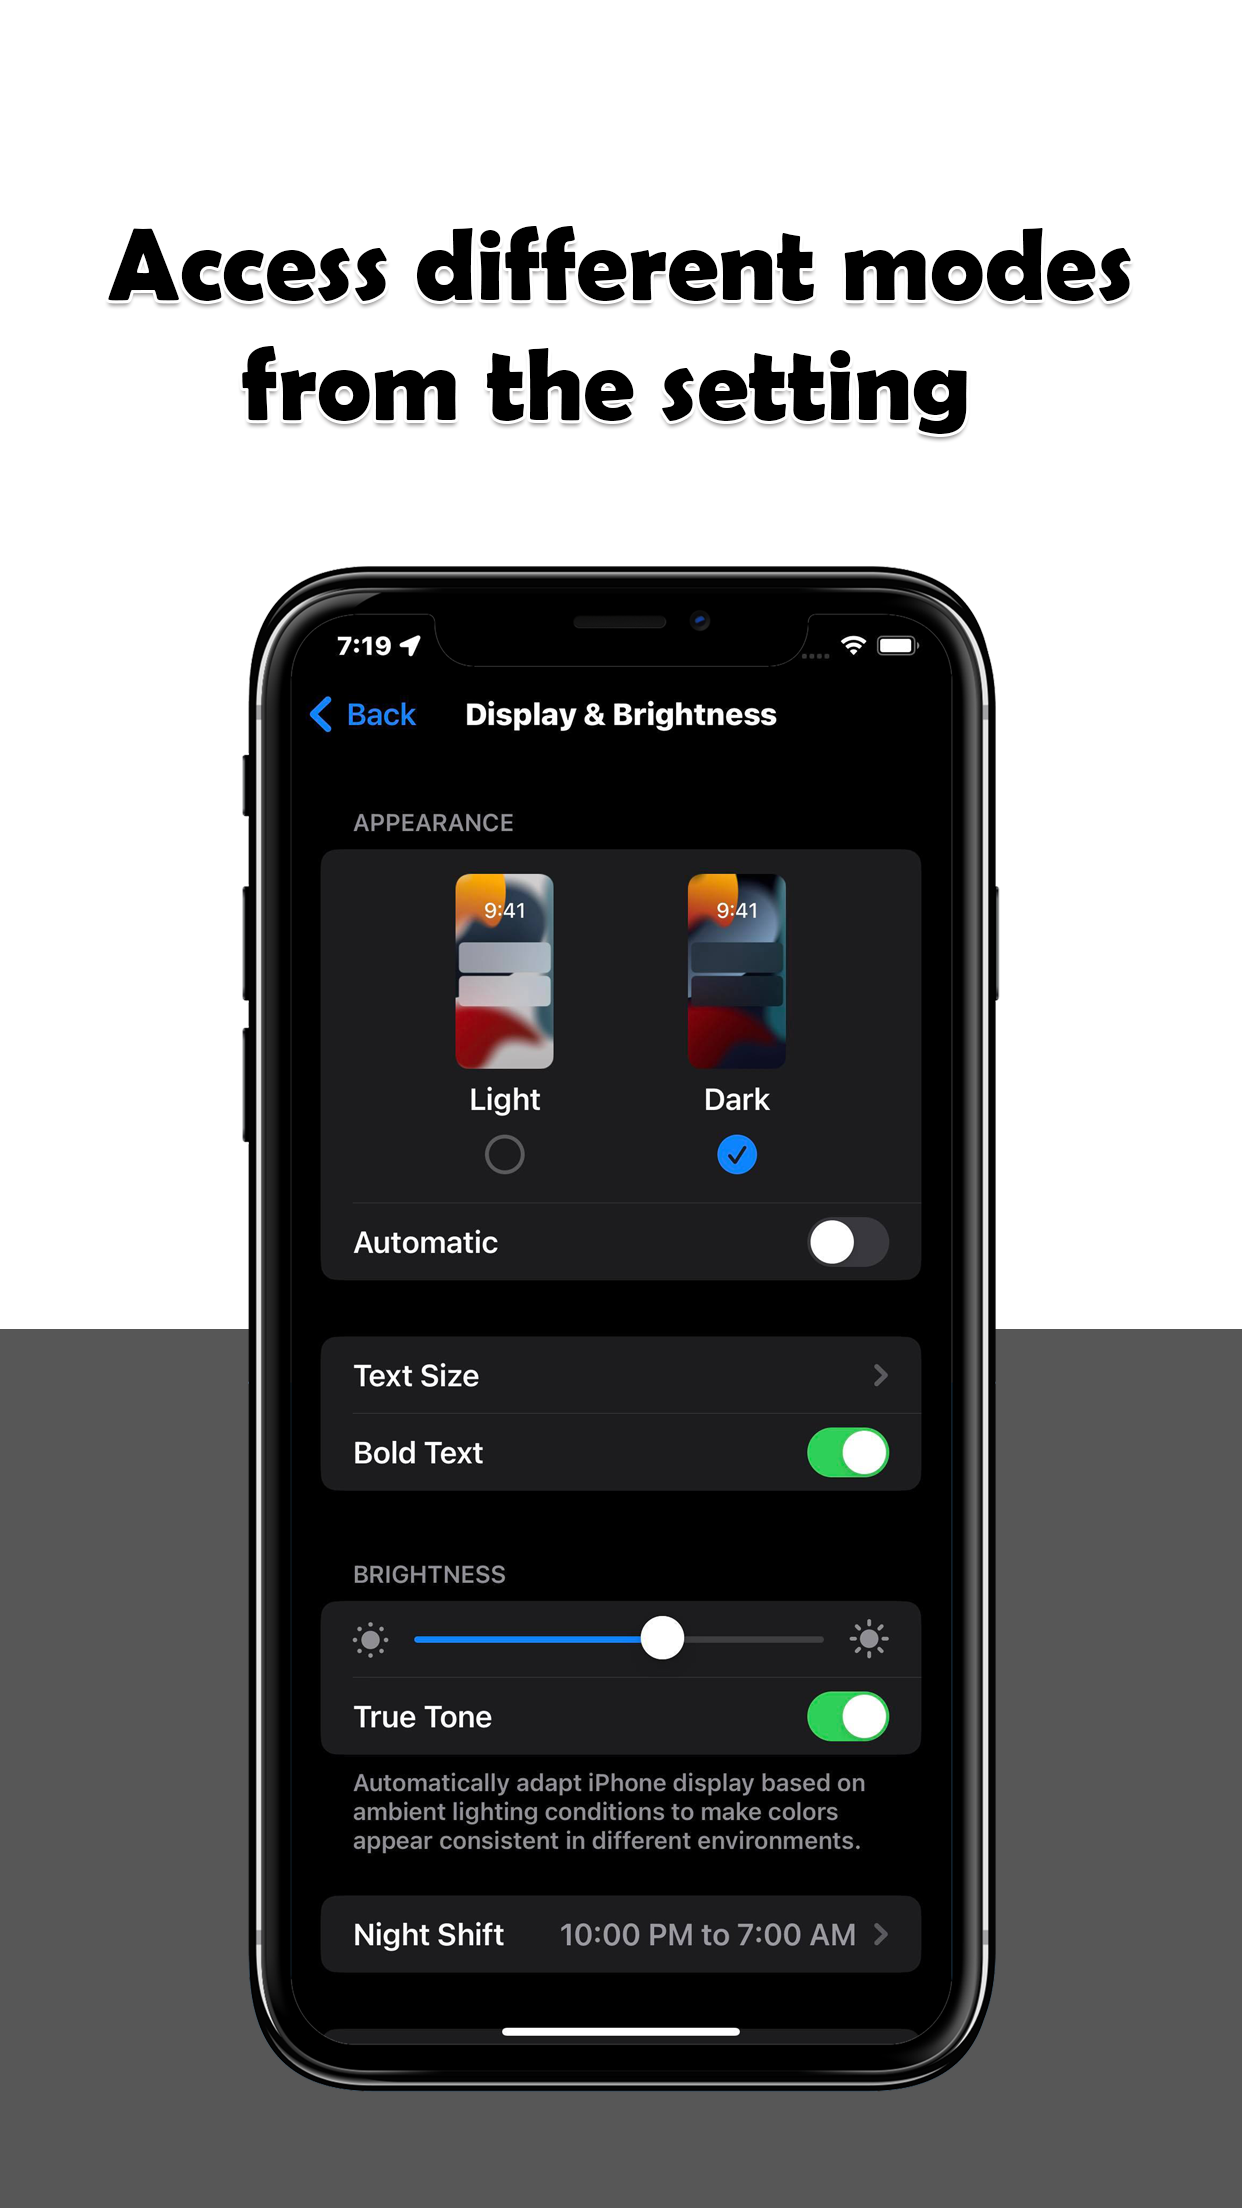 Access different modes
from the setting
7:19
Back
Display & Brightness
APPEARANCE
9:41
9:41
Light
Dark
Automatic
Text Size
Bold Text
BRIGHTNESS
True Tone
Automatically adapt iPhone display based on
ambient lighting conditions to make colors
appear consistent in different environments.
Night Shift
10:00 PM to 7:00 AM